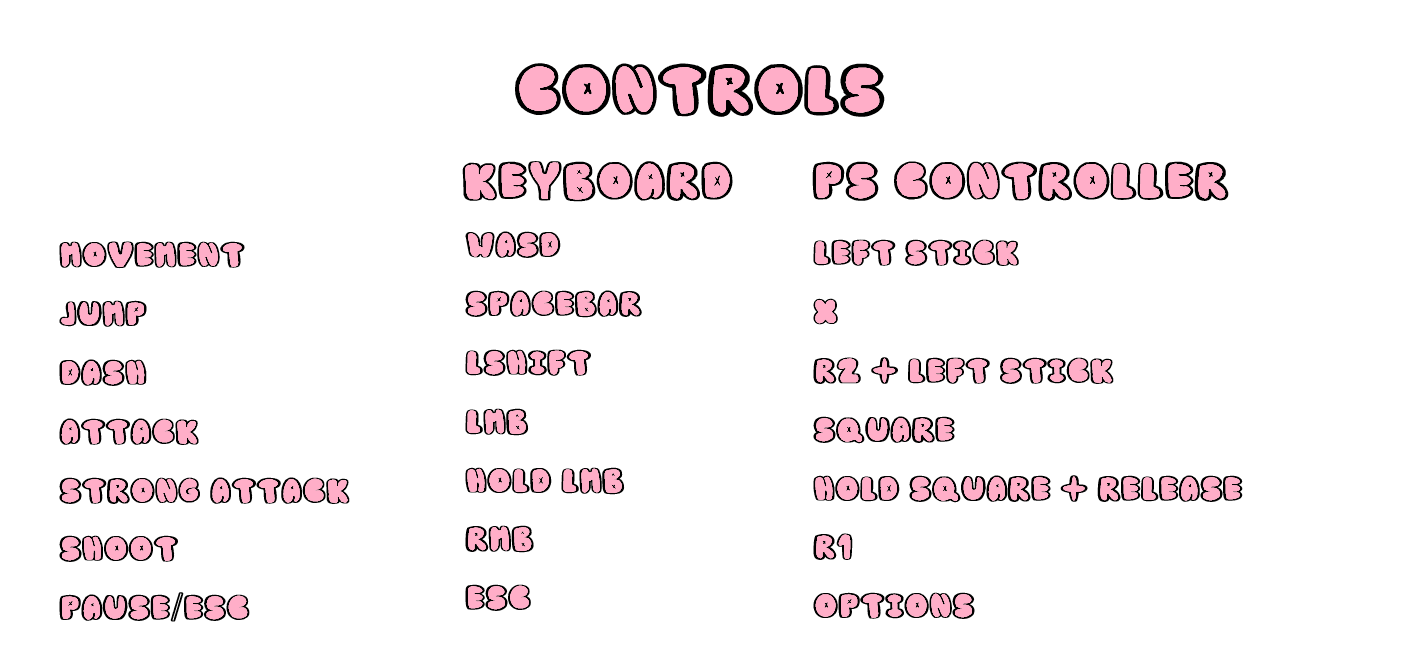 CONTROLS
KEYBOARD PS CONTROLLER
MOVEMENT WASD LEFT STICK
JUMP SPACEBAR X
DASH LSHIFT R2 + LEFT STICK
ATTACK LMB SQUARE
STRONG ATTACK HOLD LMB HOLD SQUARE + RELEASE
SHOOT RMB R1
PAUSE/ESC ESC OPTIONS